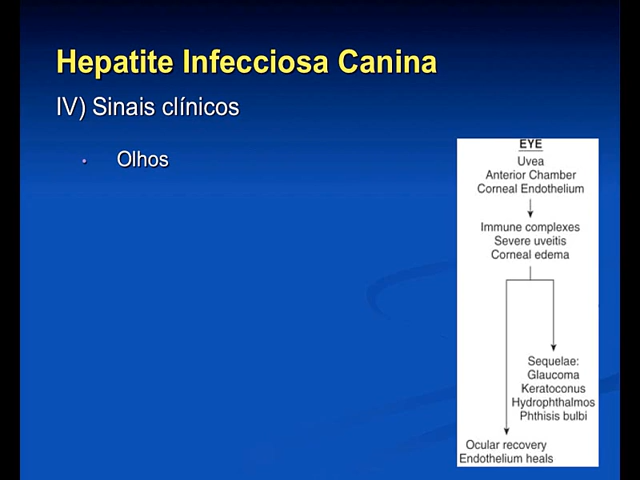 Hepatite Infecciosa Canina
IV) Sinais clínicos
• Olhos
EYE
Uvea
Anterior Chamber
Corneal Endothelium
Immune complexes
Severe uveitis
Corneal edema
Sequelae:
Glaucoma
Keratoconus
Hydrophthalmos
Phthisis bulbi
Ocular recovery
Endothelium heals